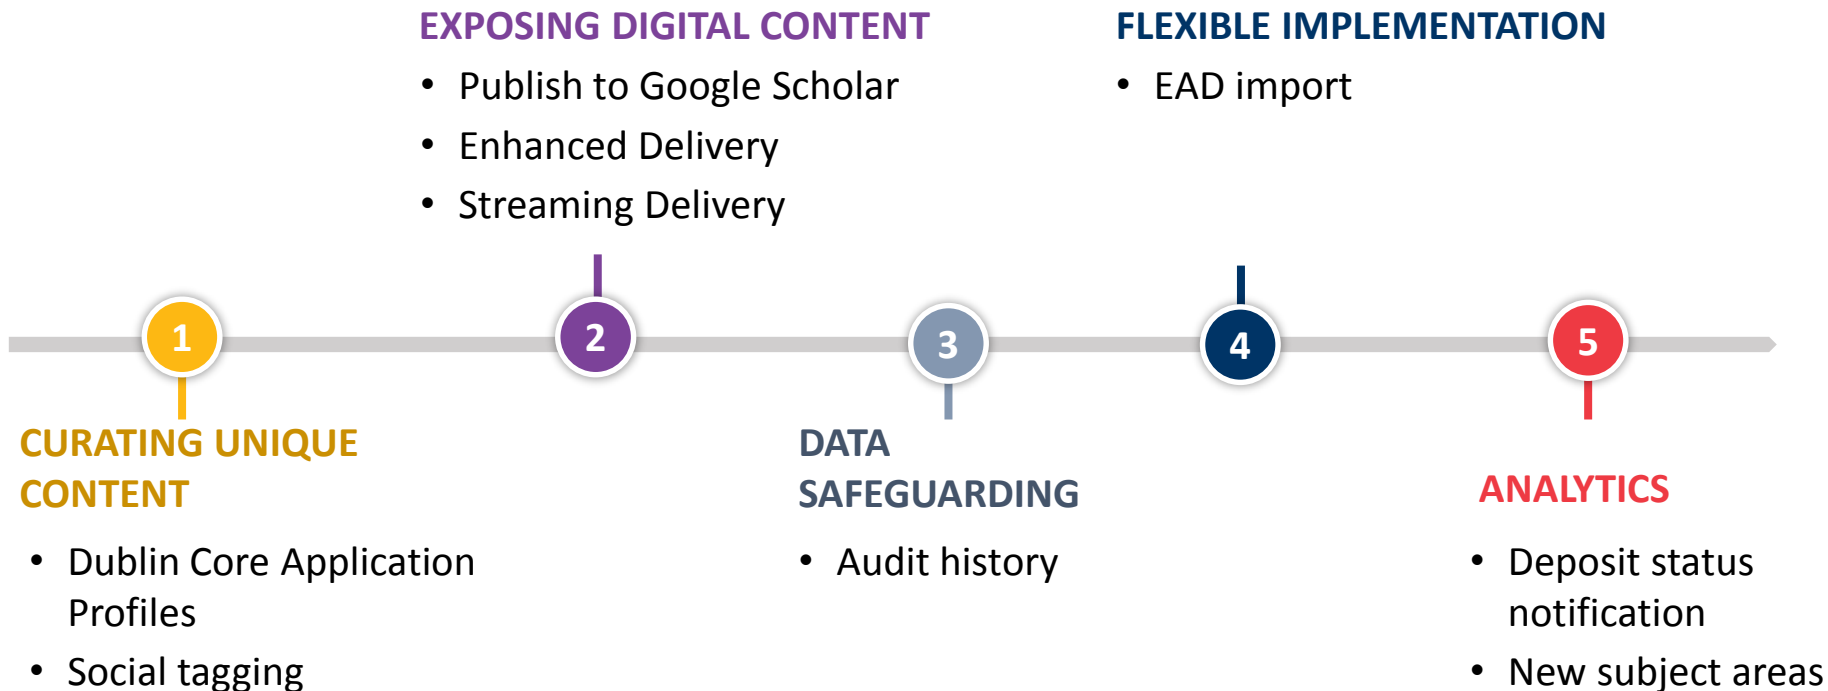 EXPOSING DIGITAL CONTENT
• Publish to Google Scholar
• Enhanced Delivery
• Streaming Delivery
FLEXIBLE IMPLEMENTATION
• EAD import
1
2
3
4
5
CURATING UNIQUE
CONTENT
• Dublin Core Application
Profiles
• Social tagging
DATA
SAFEGUARDING
• Audit history
ANALYTICS
• Deposit status
notification
• New subject areas